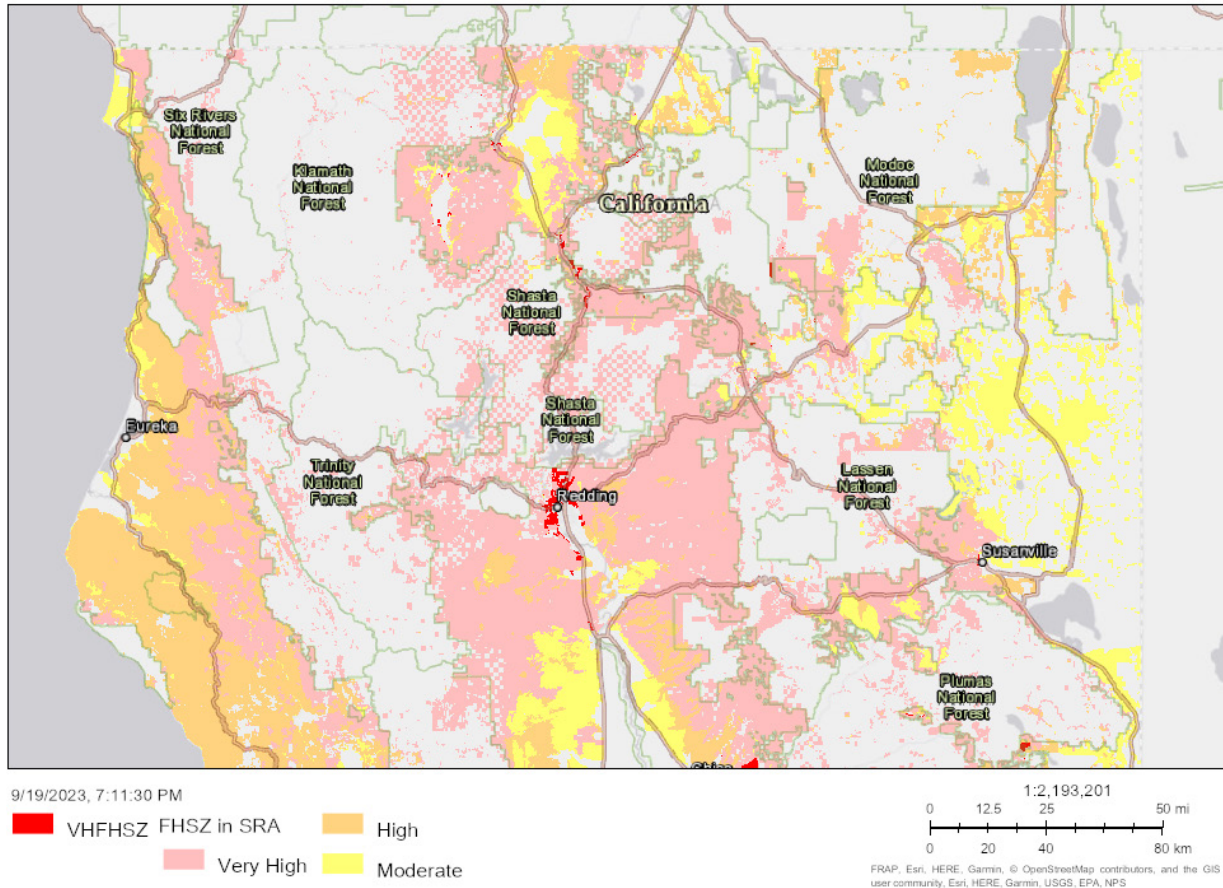 Six Rivers
National
Forest
Klamath
National
Forest
Modoc
National
Forest
California
Shasta
National
Forest
Shasta
National
Forest
Eureka
Trinity
National
Forest
Redding
Lassen
National
Forest
Susanville
Plumas
National
Forest
Chico
9/19/2023, 7:11:30 PM
VHFHSZ
FHSZ in SRA
Very High
High
Moderate
1:2,193,201
0 12.5 25 50 mi
0 20 40 80 km
FRAP, Esri, HERE, Garmin, © OpenStreetMap contributors, and the GIS
user community, Esri, HERE, Garmin, USGS, EPA, NPS